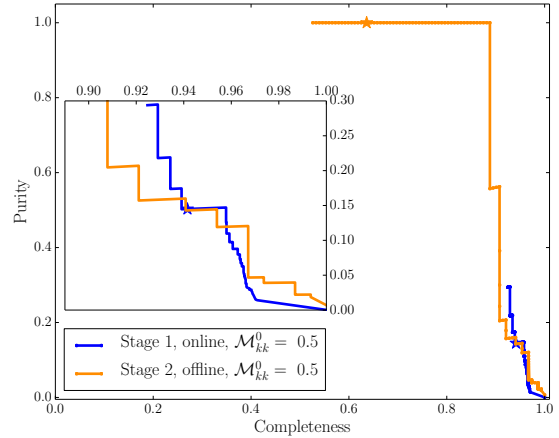 1.0
0.8
0.6
0.4
0.2
0.0
Purity
0.90 0.92 0.94 0.96 0.98 1.00
0.30
0.25
0.20
0.15
0.10
0.05
0.00
Stage 1, online, $\mathcal{M}^0_{kk} =$ 0.5
Stage 2, offline, $\mathcal{M}^0_{kk} =$ 0.5
0.0 0.2 0.4 0.6 0.8 1.0
Completeness